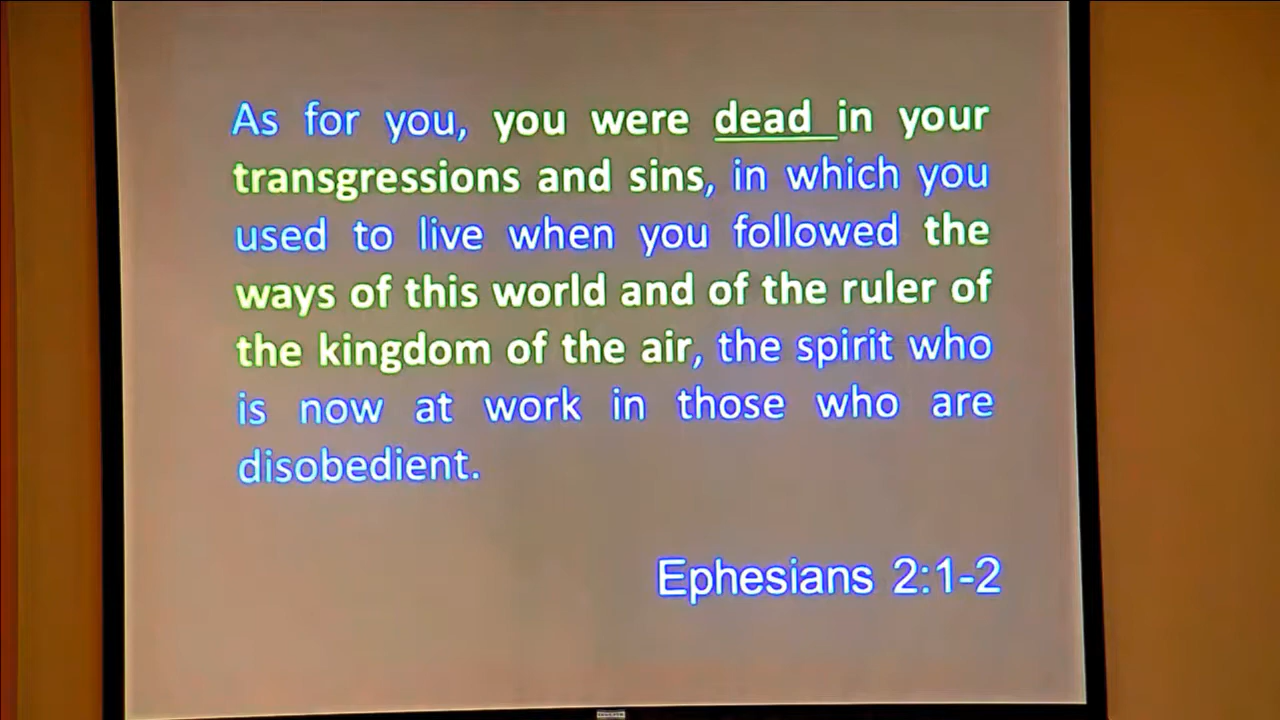 As for you, you were dead in your
transgressions and sins, in which you
used to live when you followed the
ways of this world and of the ruler of
the kingdom of the air, the spirit who
is now at work in those who are
disobedient.
Ephesians 2:1-2